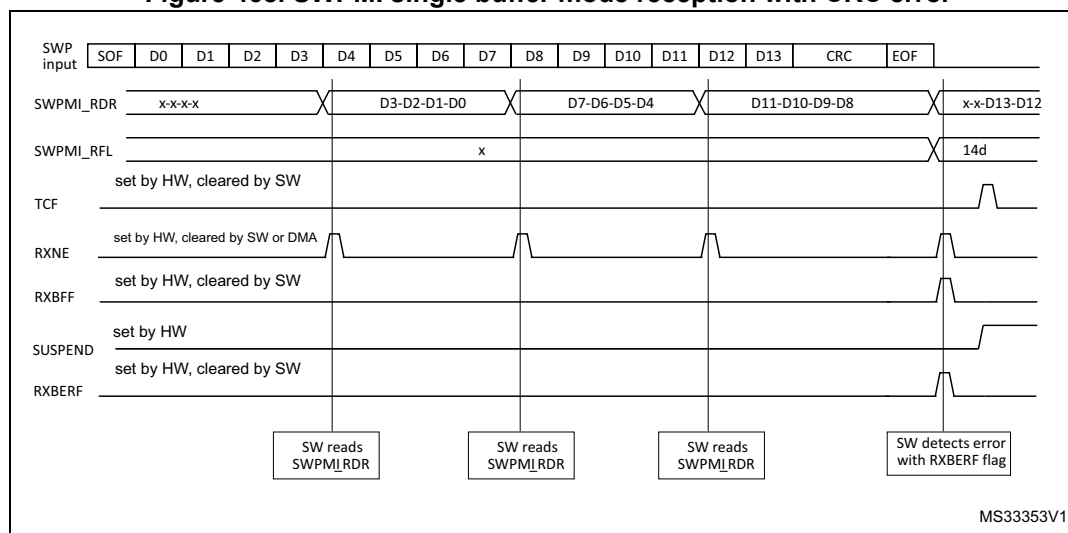 SWP input SOF D0 D1 D2 D3 D4 D5 D6 D7 D8 D9 D10 D11 D12 D13 CRC EOF
SWPMI_RDR x-x-x-x D3-D2-D1-D0 D7-D6-D5-D4 D11-D10-D9-D8 x-x-D13-D12
SWPMI_RFL x 14d
set by HW, cleared by SW
TCF
set by HW, cleared by SW or DMA
RXNE
set by HW, cleared by SW
RXBFF
set by HW
SUSPEND
set by HW, cleared by SW
RXBERF
SW reads SWPMI_RDR
SW reads SWPMI_RDR
SW reads SWPMI_RDR
SW detects error with RXBERF flag
MS33353V1